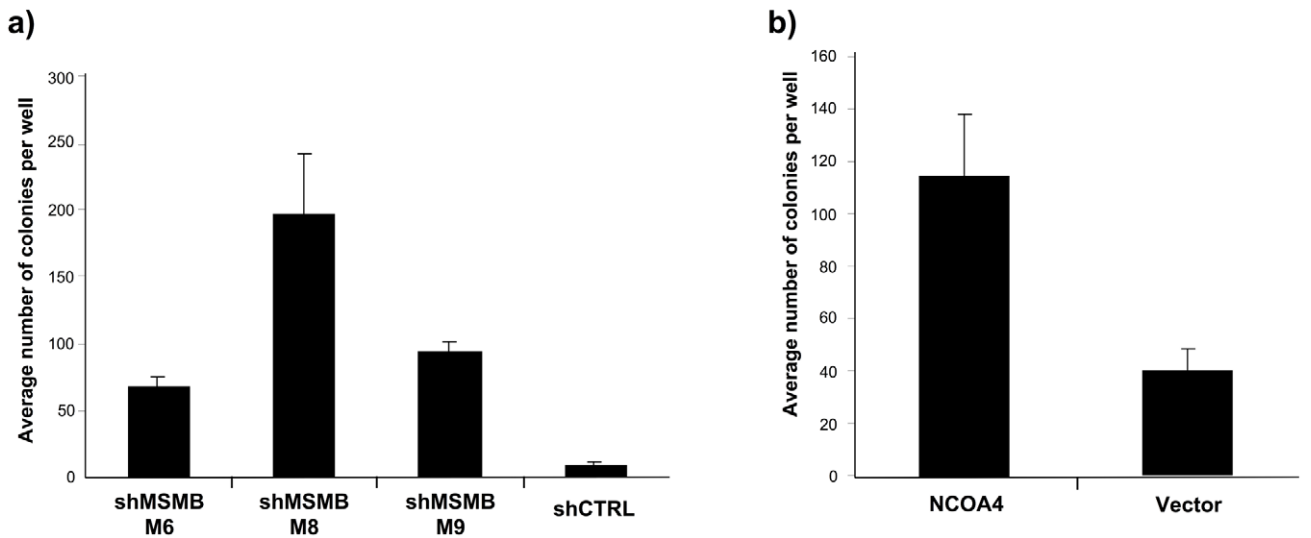 a)
Average number of colonies per well
300
250
200
150
100
50
0
shMSMB
M6
shMSMB
M8
shMSMB
M9
shCTRL
b)
Average number of colonies per well
160
140
120
100
80
60
40
20
0
NCOA4
Vector